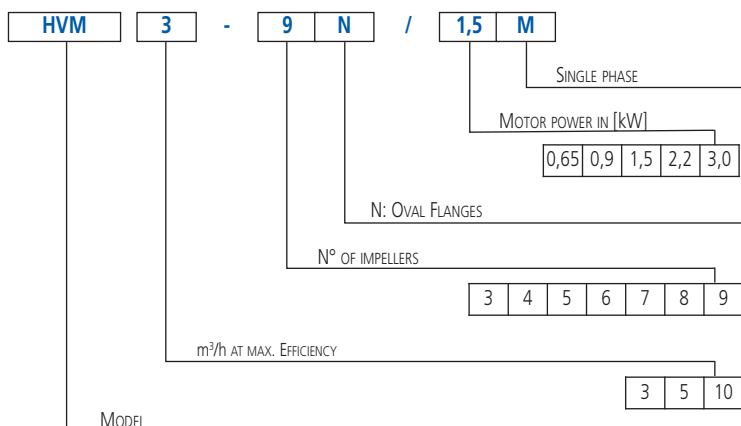 HVM 3 - 9 N / 1,5 M
SINGLE PHASE
MOTOR POWER IN [kW]
0,65 0,9 1,5 2,2 3,0
N: OVAL FLANGES
N° OF IMPELLERS
3 4 5 6 7 8 9
m³/h AT MAX. EFFICIENCY
3 5 10
MODEL